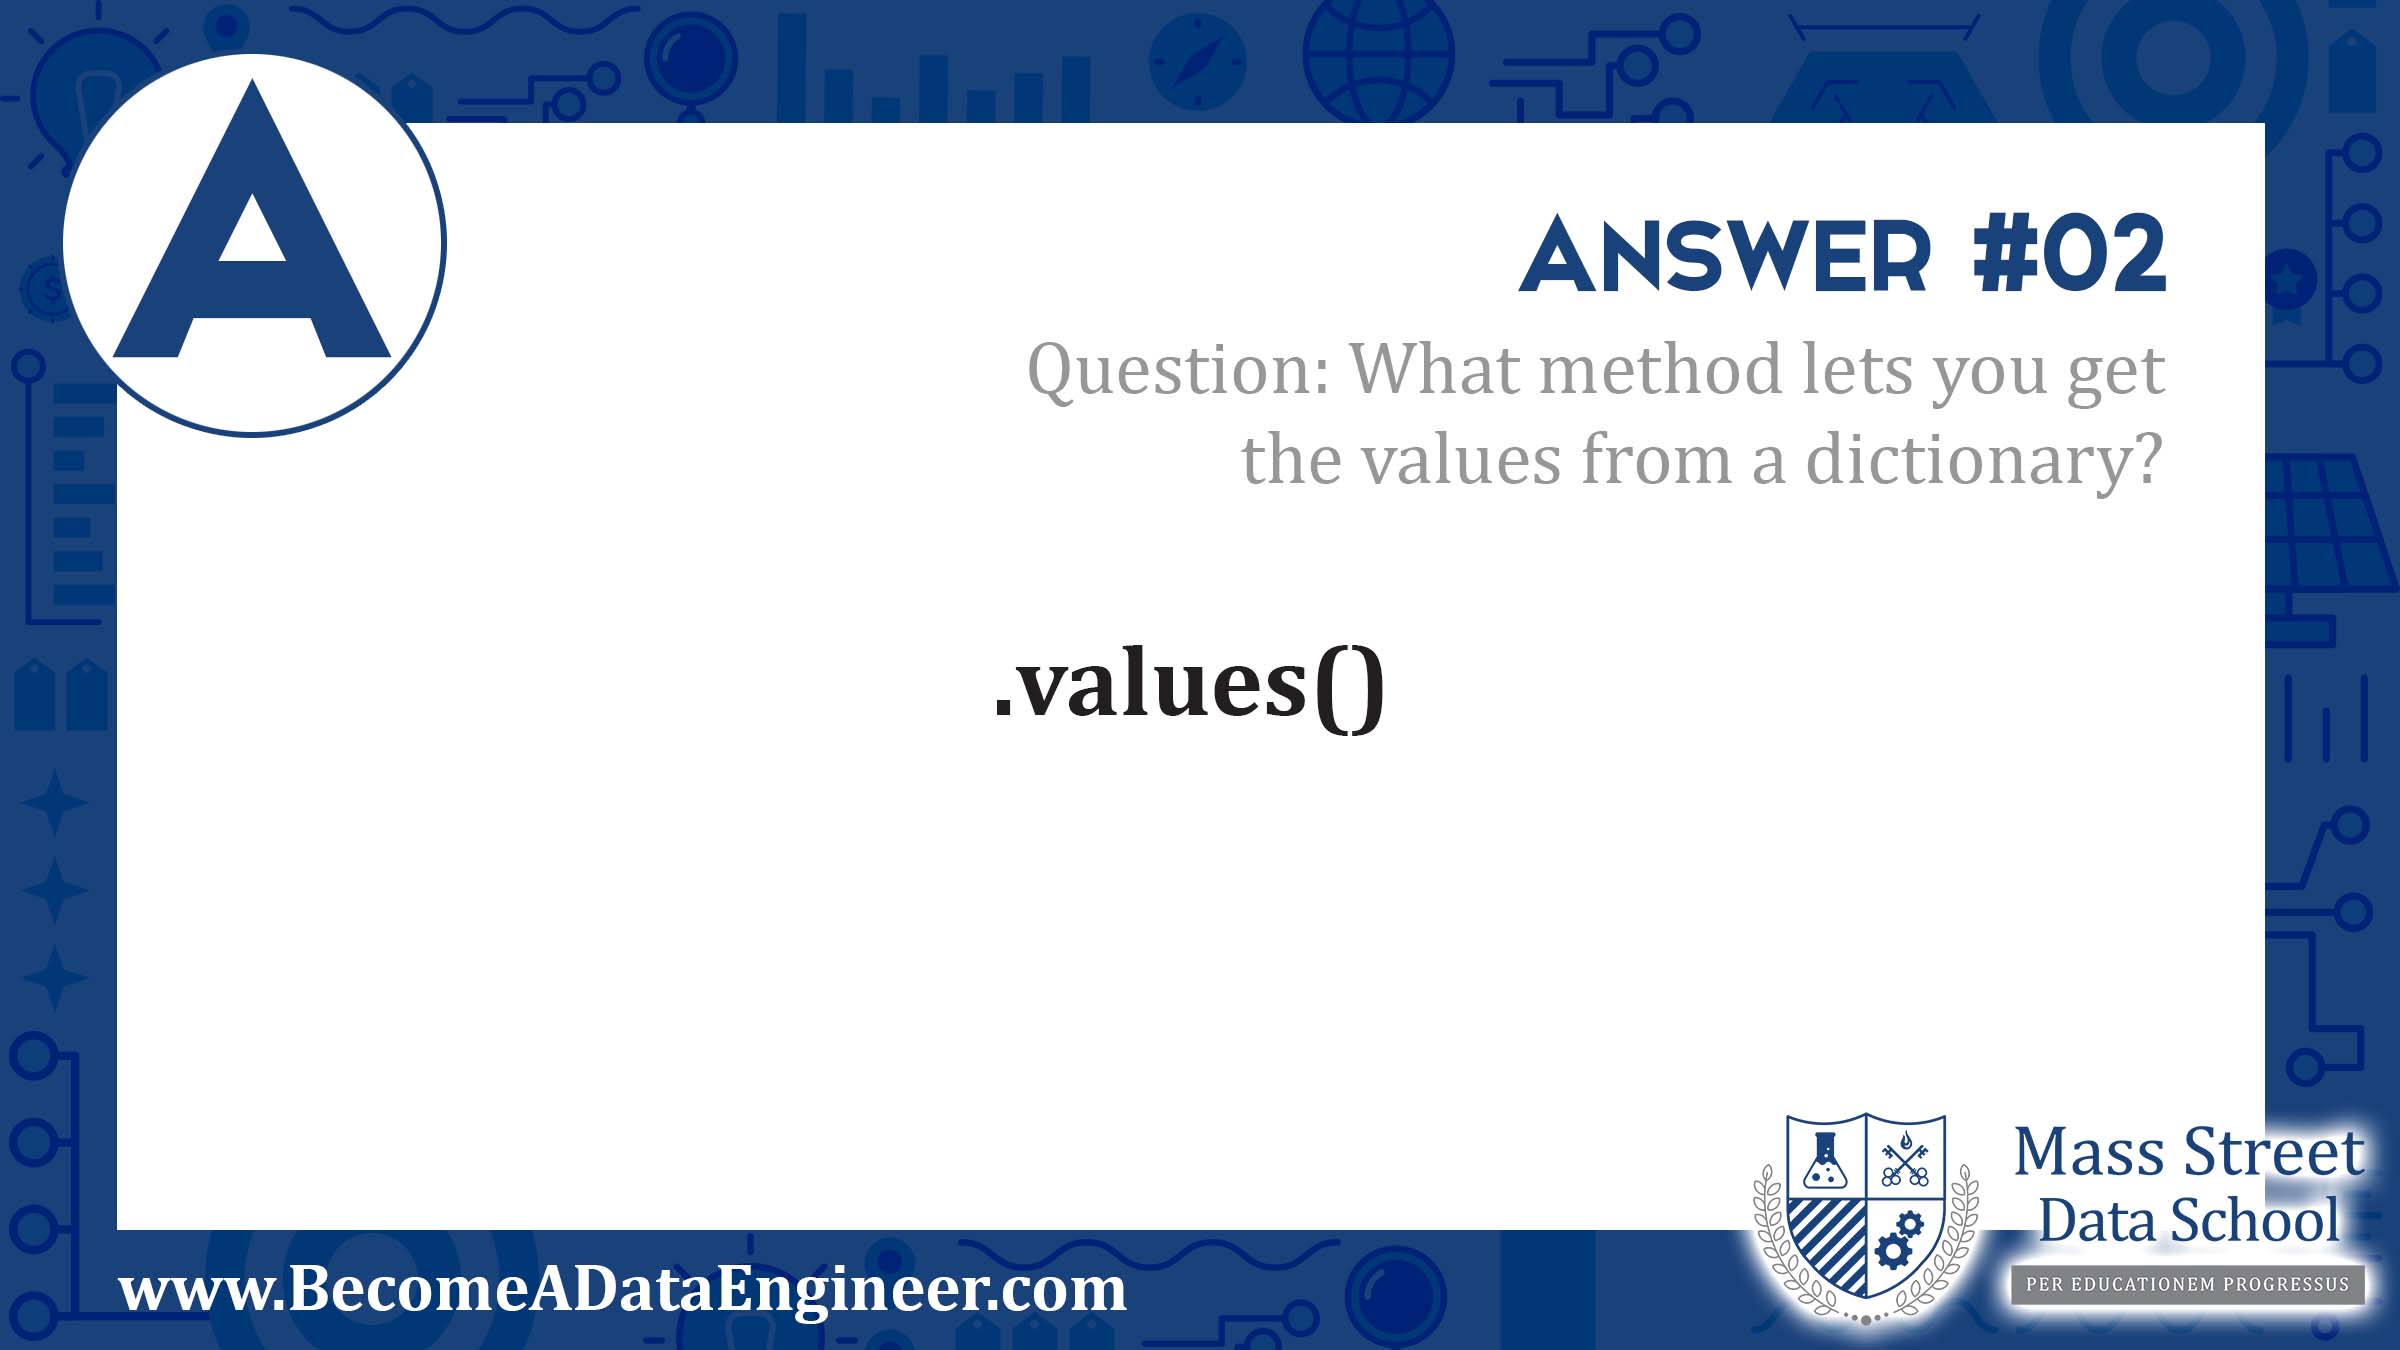 A
ANSWER #02
Question: What method lets you get
the values from a dictionary?
.values()
www.BecomeADataEngineer.com
Mass Street
Data School
PER EDUCATIONEM PROGRESSUS
$